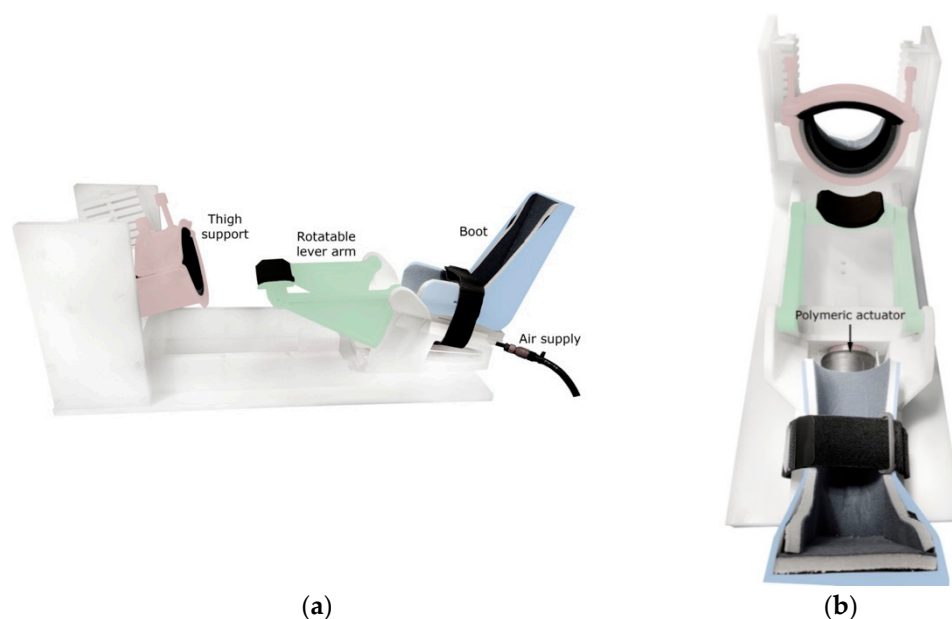 Thigh
support
Rotatable
lever arm
Boot
Air supply
Polymeric actuator
(a)
(b)